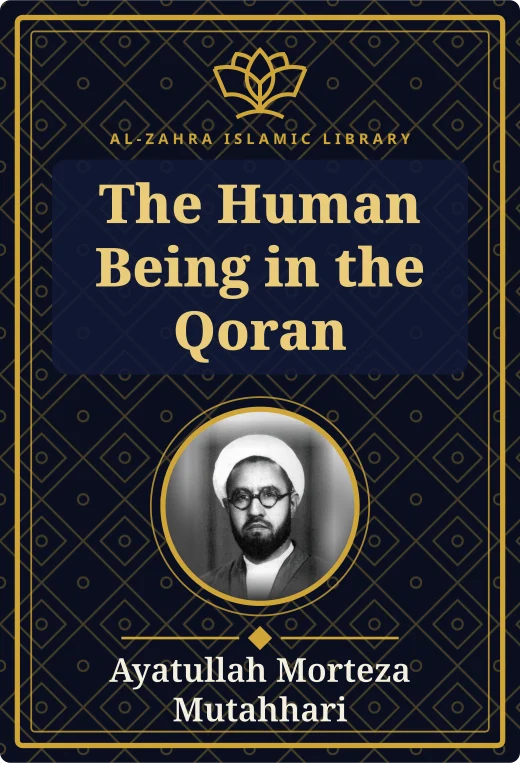 AL-ZAHRA ISLAMIC LIBRARY
The Human
Being in the
Qoran
Ayatullah Morteza
Mutahhari